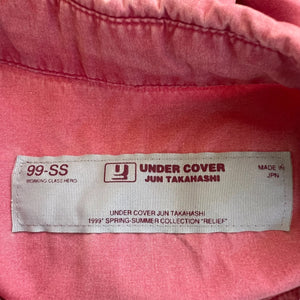 99-SS
WORKING CLASS HERO
U
UNDER COVER
JUN TAKAHASHI
MADE IN
JPN
UNDER COVER JUN TAKAHASHI
1999' SPRING-SUMMER COLLECTION "RELIEF"